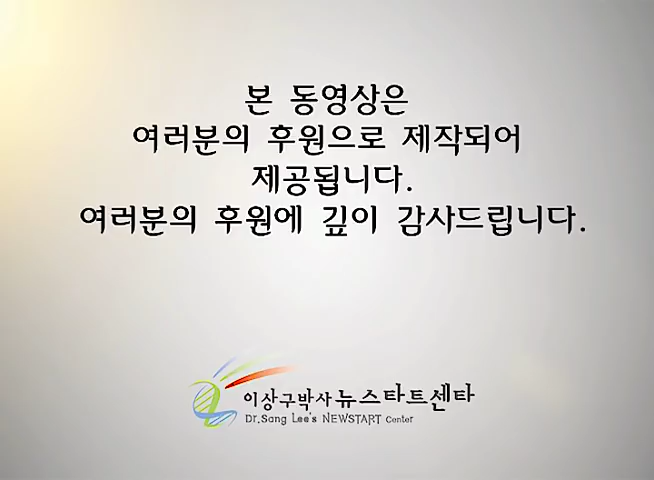 본 동영상은
여러분의 후원으로 제작되어
제공됩니다.
여러분의 후원에 깊이 감사드립니다.
이상구박사 뉴스타트센타
Dr.Sang Lee's NEWSTART Center